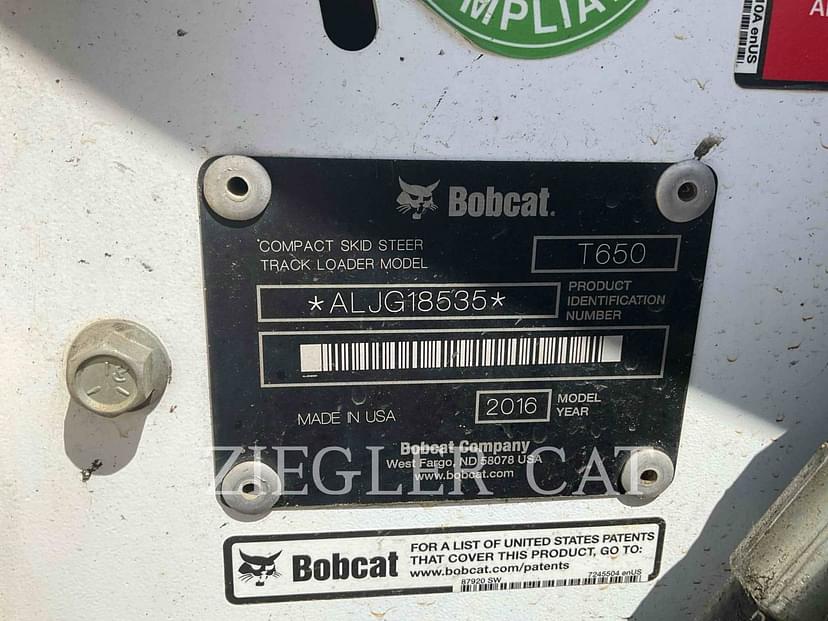 MPLIA
10A enUS
Bobcat.
COMPACT SKID STEER
TRACK LOADER MODEL
T650
*ALJG18535*
PRODUCT
IDENTIFICATION
NUMBER
MADE IN USA
2016
MODEL
YEAR
Bobcat Company
West Fargo, ND 58078 USA
www.bobcat.com
ZIEGLER CAT
Bobcat
FOR A LIST OF UNITED STATES PATENTS
THAT COVER THIS PRODUCT, GO TO:
www.bobcat.com/patents
87920 SW
7245504 enUS